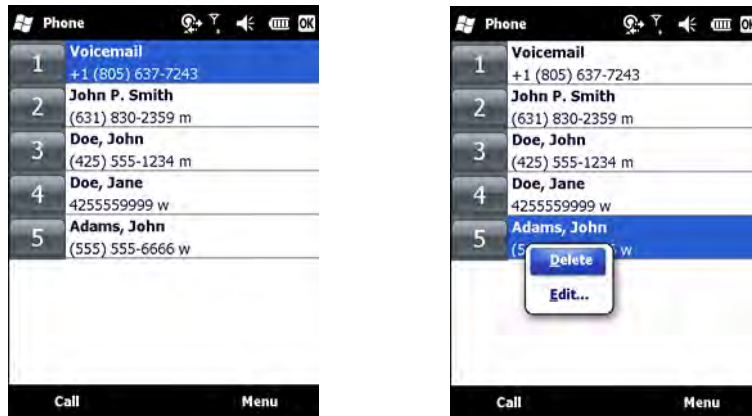 Phone
OK
1
Voicemail
+1 (805) 637-7243
2
John P. Smith
(631) 830-2359 m
3
Doe, John
(425) 555-1234 m
4
Doe, Jane
4255559999 w
5
Adams, John
(555) 555-6666 w
Call
Menu
Phone
OK
1
Voicemail
+1 (805) 637-7243
2
John P. Smith
(631) 830-2359 m
3
Doe, John
(425) 555-1234 m
4
Doe, Jane
4255559999 w
5
Adams, John
(5 w
Delete
Edit...
Call
Menu